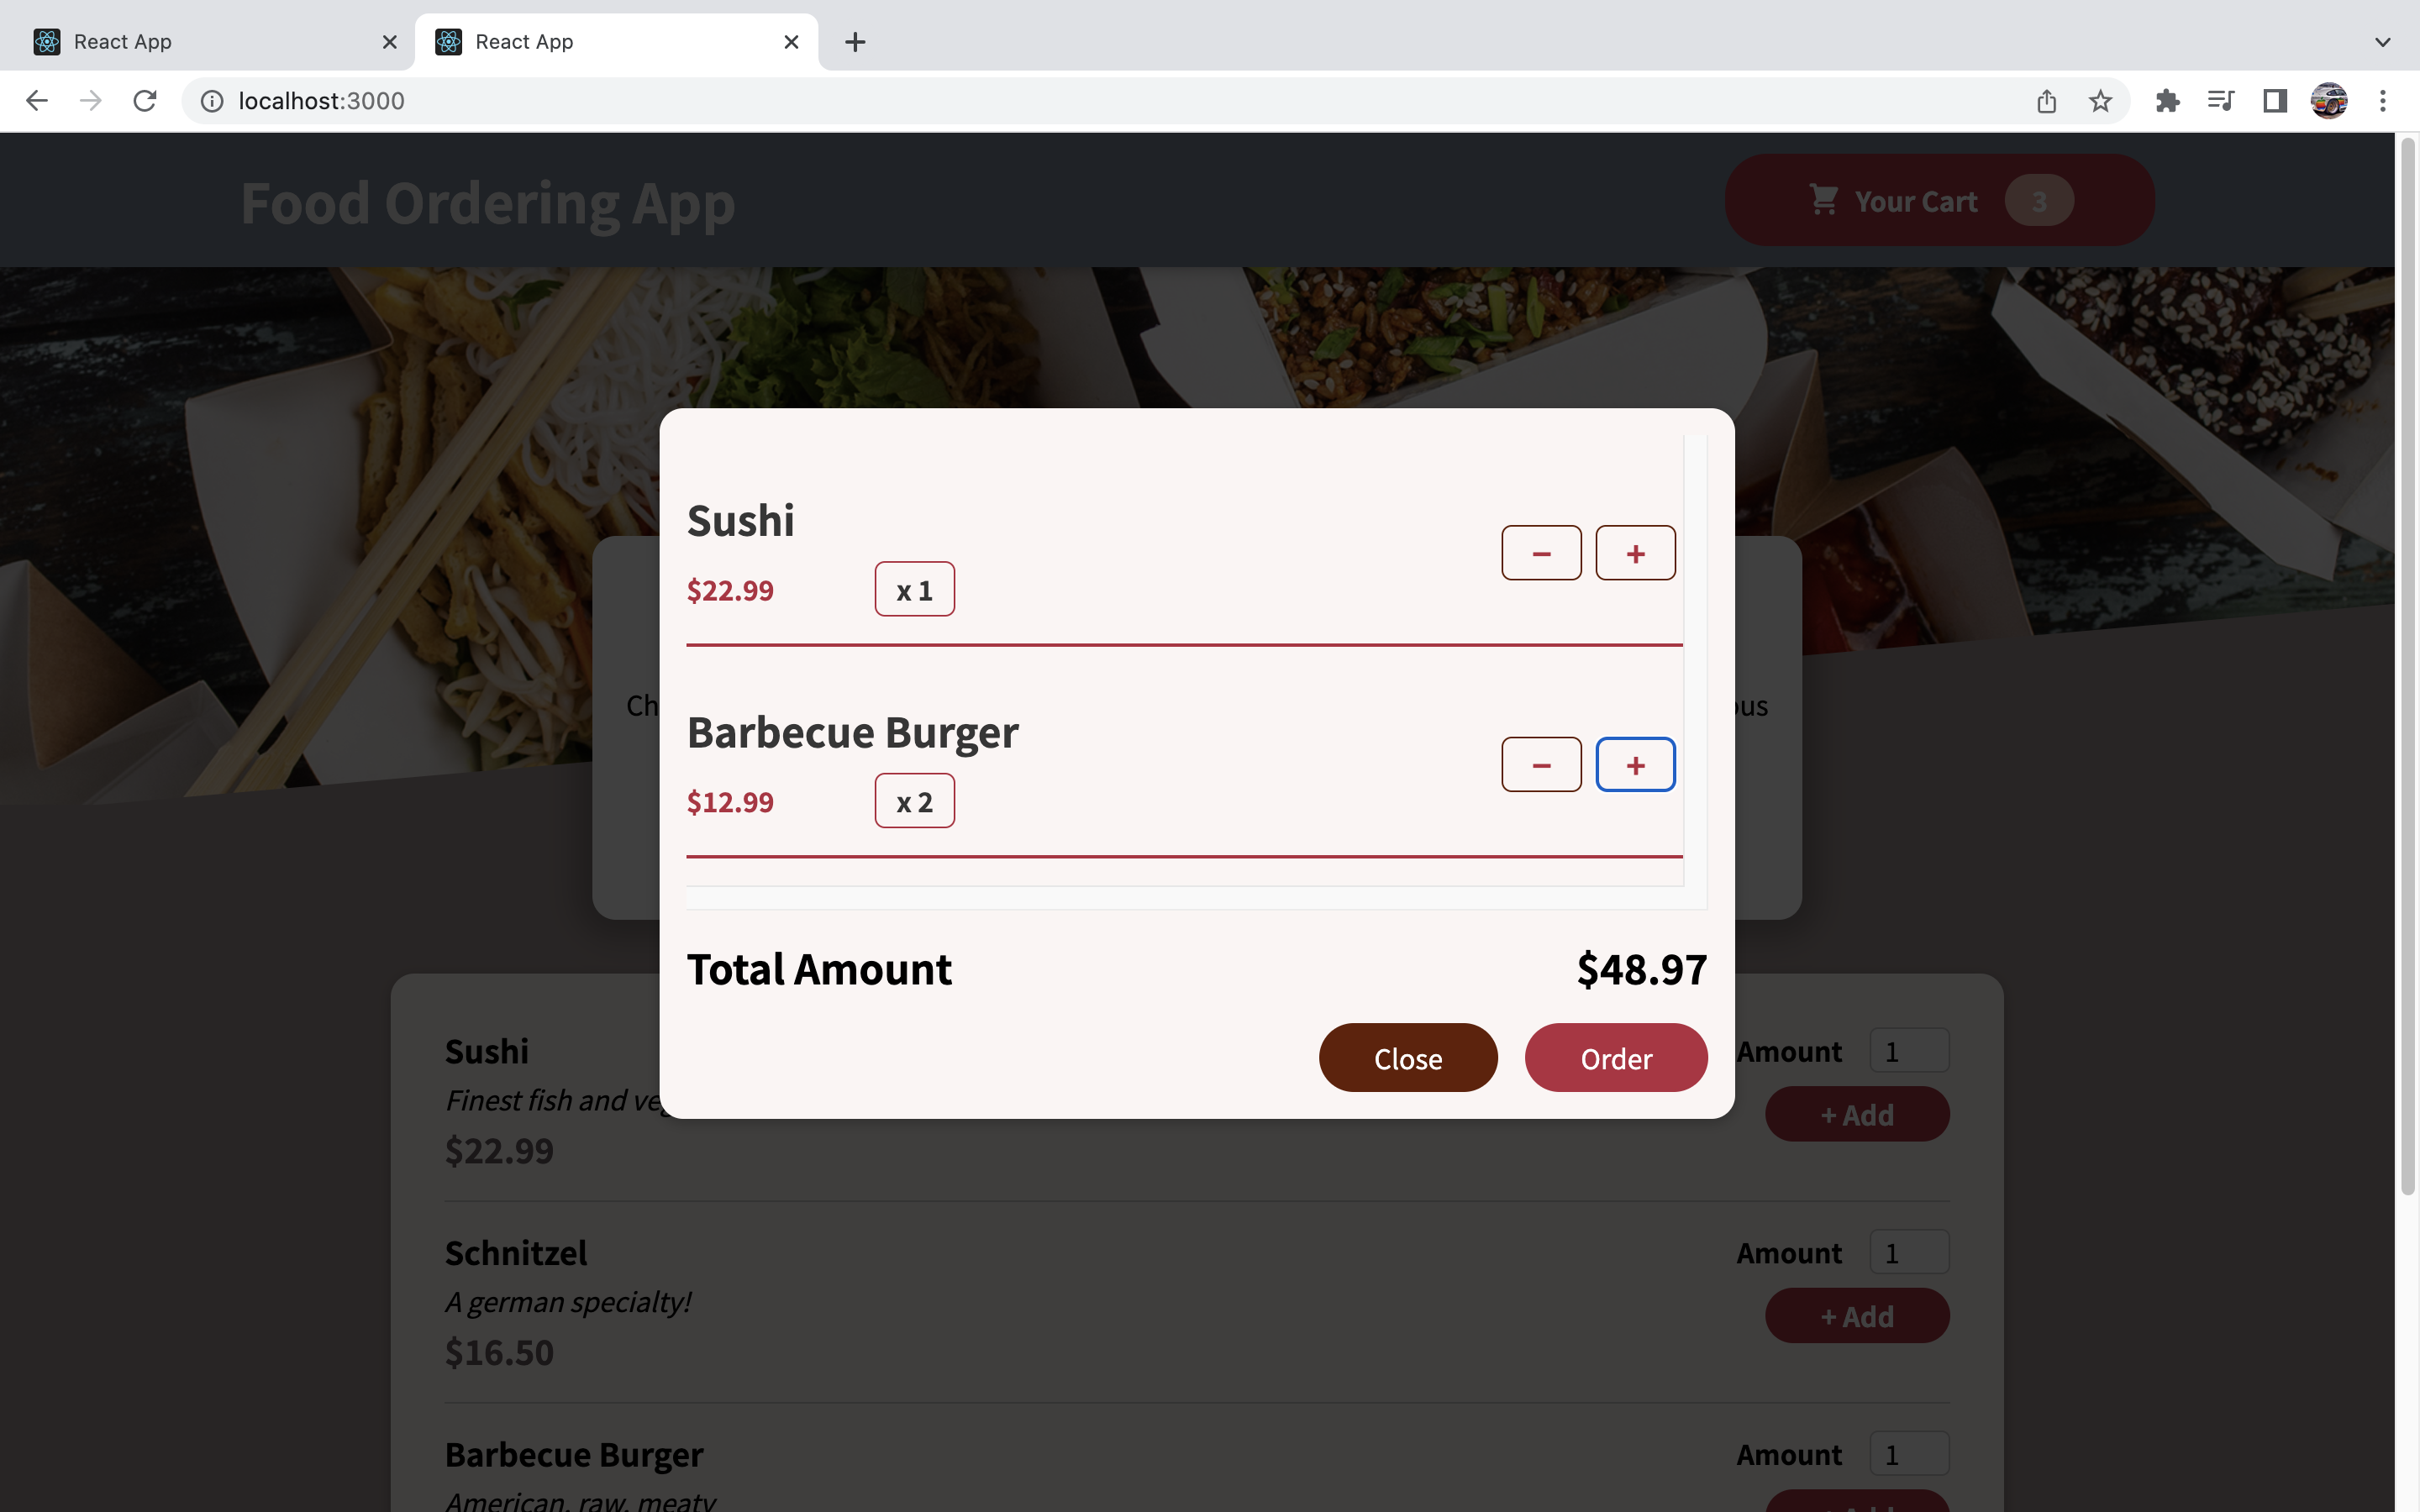 React App
React App
localhost:3000
Food Ordering App
Your Cart 3
Sushi
− +
$22.99 x 1
Ch
ous
Barbecue Burger
− +
$12.99 x 2
Total Amount $48.97
Close Order
Sushi
Amount 1
Finest fish and ve
+ Add
$22.99
Schnitzel
Amount 1
A german specialty!
+ Add
$16.50
Barbecue Burger
Amount 1
American, raw, meaty